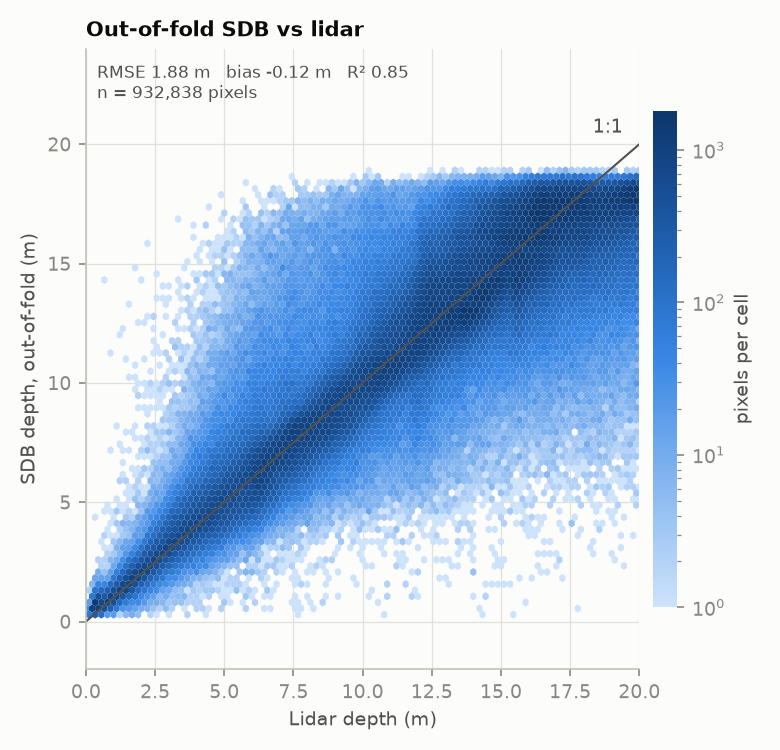 Out-of-fold SDB vs lidar
RMSE 1.88 m   bias -0.12 m   R² 0.85
n = 932,838 pixels
1:1
20
15
10
5
0
SDB depth, out-of-fold (m)
0.0 2.5 5.0 7.5 10.0 12.5 15.0 17.5 20.0
Lidar depth (m)
10³
10²
10¹
10⁰
pixels per cell